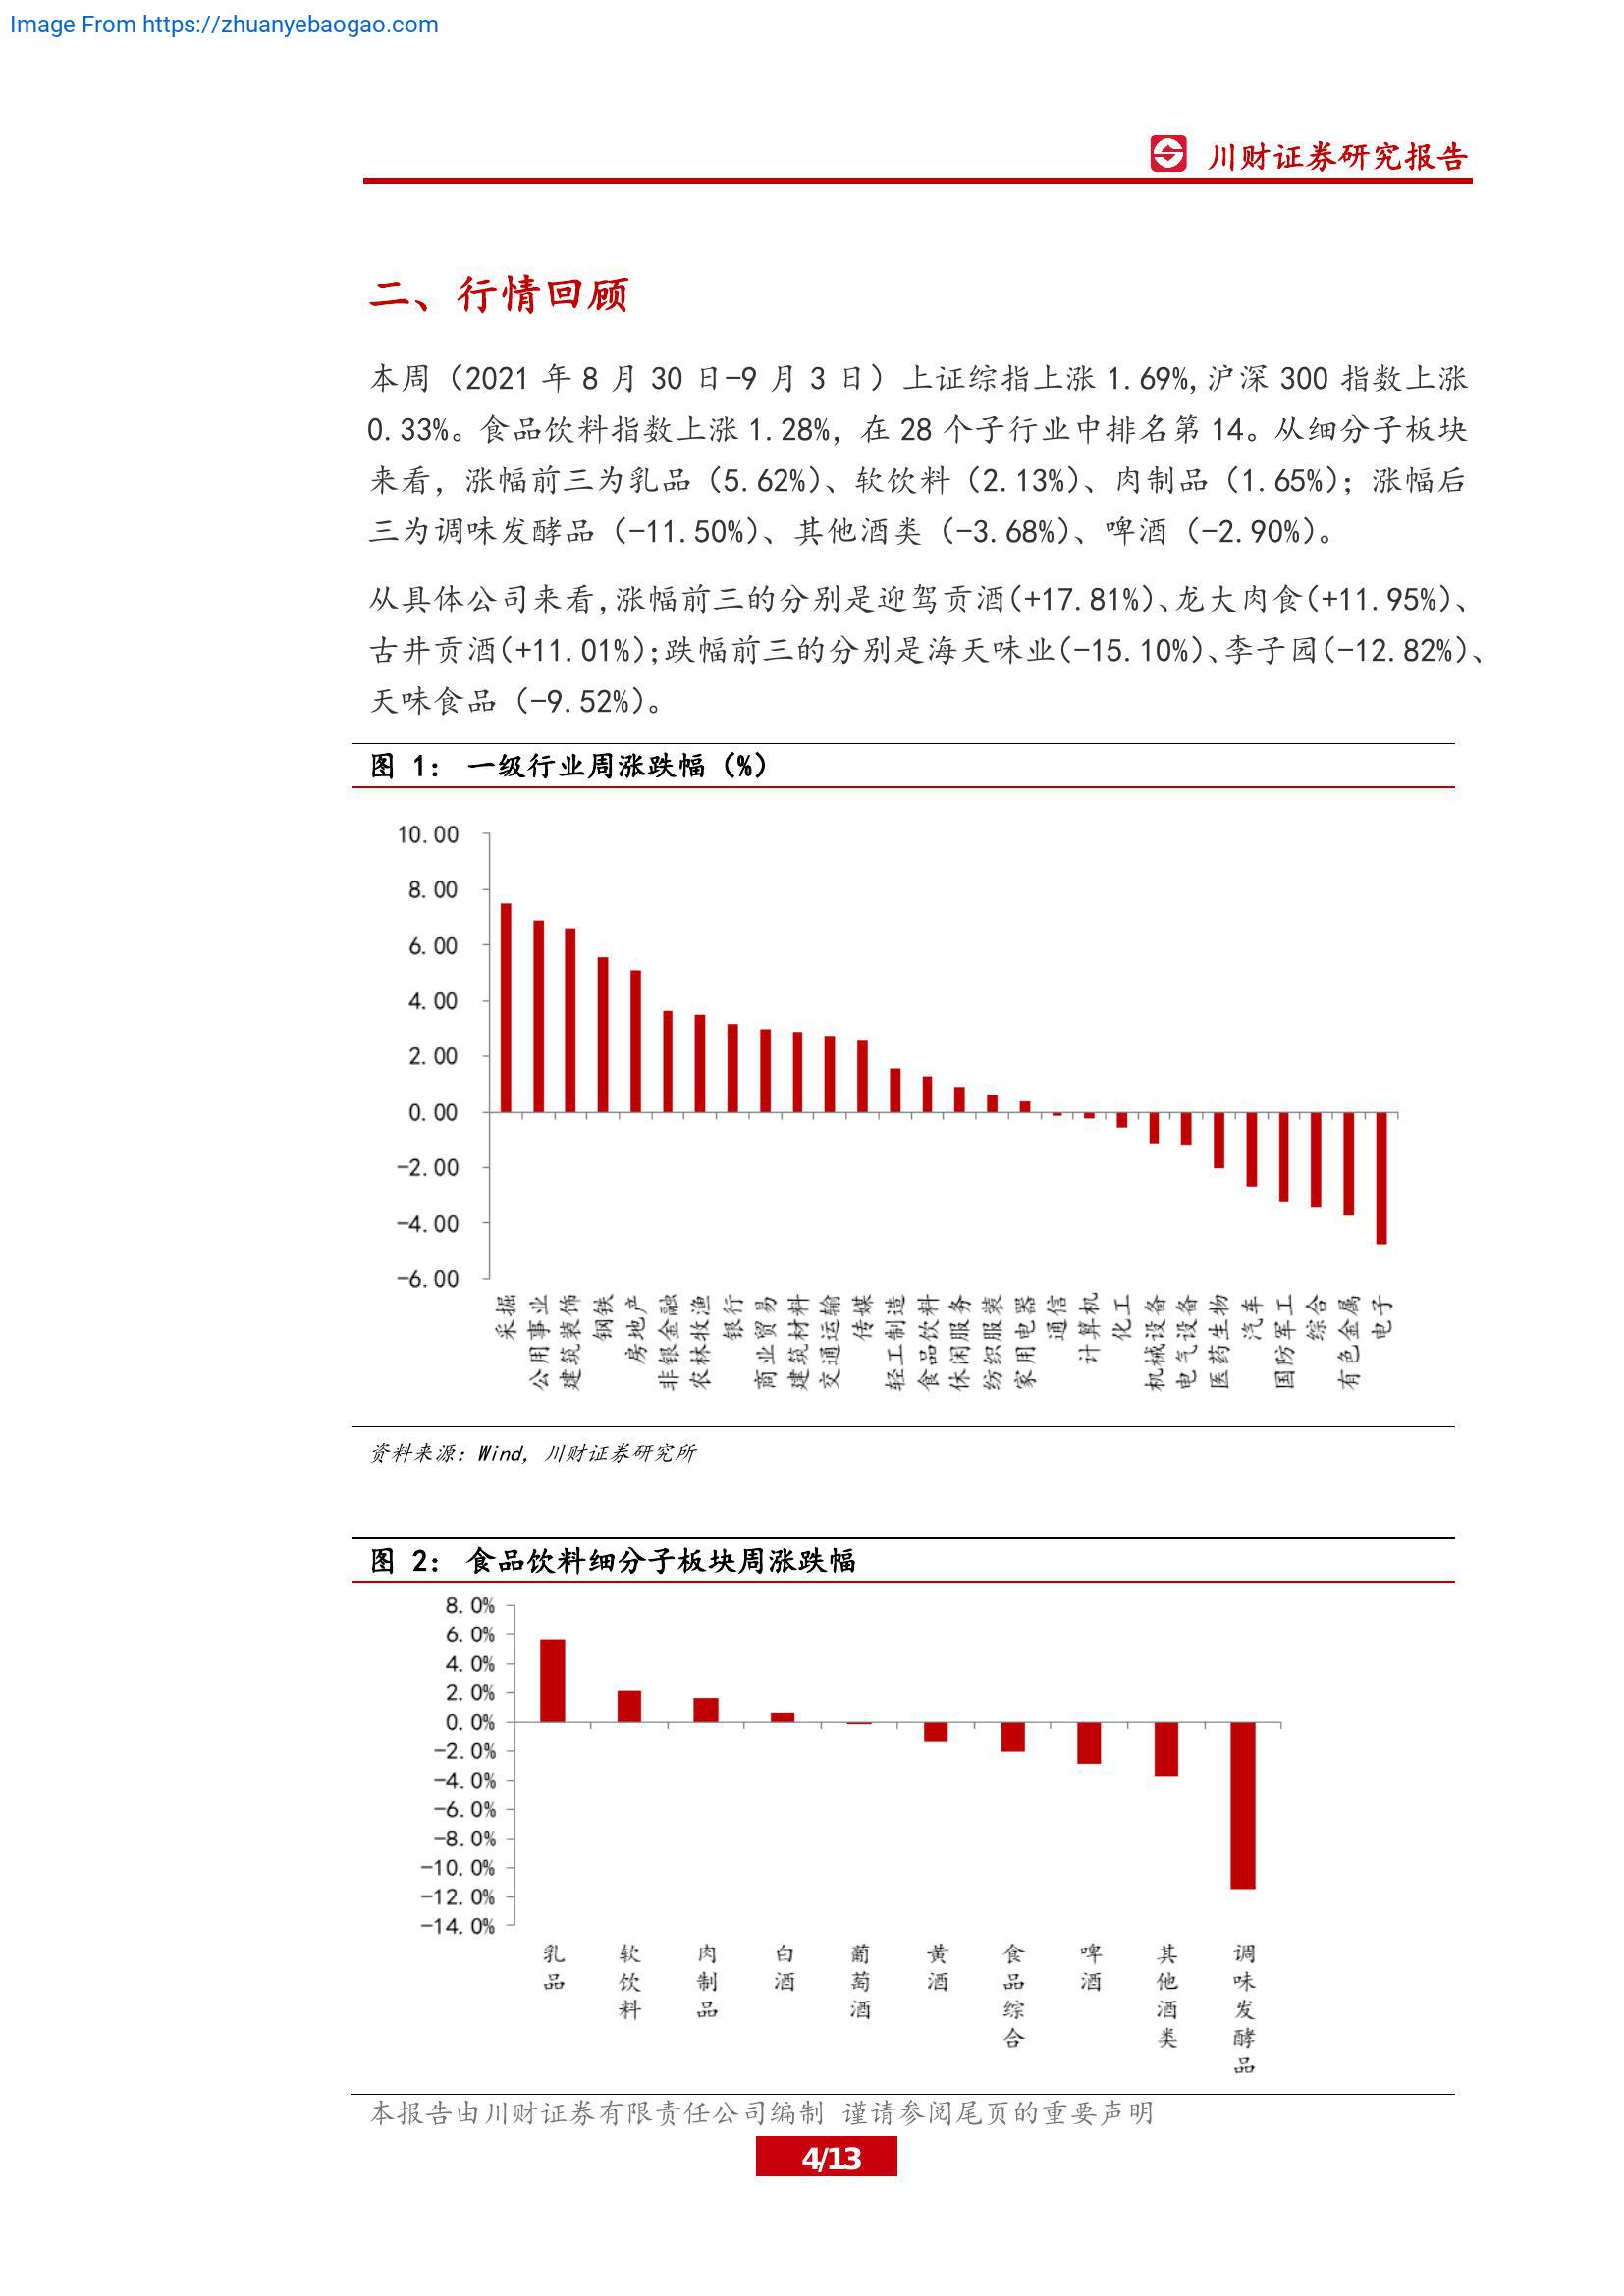 Image From https://zhuanyebaogao.com
川财证券研究报告
二、行情回顾
本周（2021 年 8 月 30 日-9 月 3 日）上证综指上涨 1.69%,沪深 300 指数上涨
0.33%。食品饮料指数上涨 1.28%，在 28 个子行业中排名第 14。从细分子板块
来看，涨幅前三为乳品（5.62%）、软饮料（2.13%）、肉制品（1.65%）；涨幅后
三为调味发酵品（-11.50%）、其他酒类（-3.68%）、啤酒（-2.90%）。
从具体公司来看,涨幅前三的分别是迎驾贡酒(+17.81%)、龙大肉食(+11.95%)、
古井贡酒(+11.01%);跌幅前三的分别是海天味业(-15.10%)、李子园(-12.82%)、
天味食品（-9.52%）。
图 1： 一级行业周涨跌幅（%）
10.00
8.00
6.00
4.00
2.00
0.00
-2.00
-4.00
-6.00
采掘
公用事业
建筑装饰
钢铁
房地产
非银金融
农林牧渔
银行
商业贸易
建筑材料
交通运输
传媒
轻工制造
食品饮料
休闲服务
纺织服装
家用电器
通信
计算机
化工
机械设备
电气设备
医药生物
汽车
国防军工
综合
有色金属
电子
资料来源：Wind, 川财证券研究所
图 2： 食品饮料细分子板块周涨跌幅
8.0%
6.0%
4.0%
2.0%
0.0%
-2.0%
-4.0%
-6.0%
-8.0%
-10.0%
-12.0%
-14.0%
乳品
软饮料
肉制品
白酒
葡萄酒
黄酒
食品综合
啤酒
其他酒类
调味发酵品
本报告由川财证券有限责任公司编制 谨请参阅尾页的重要声明
4/13